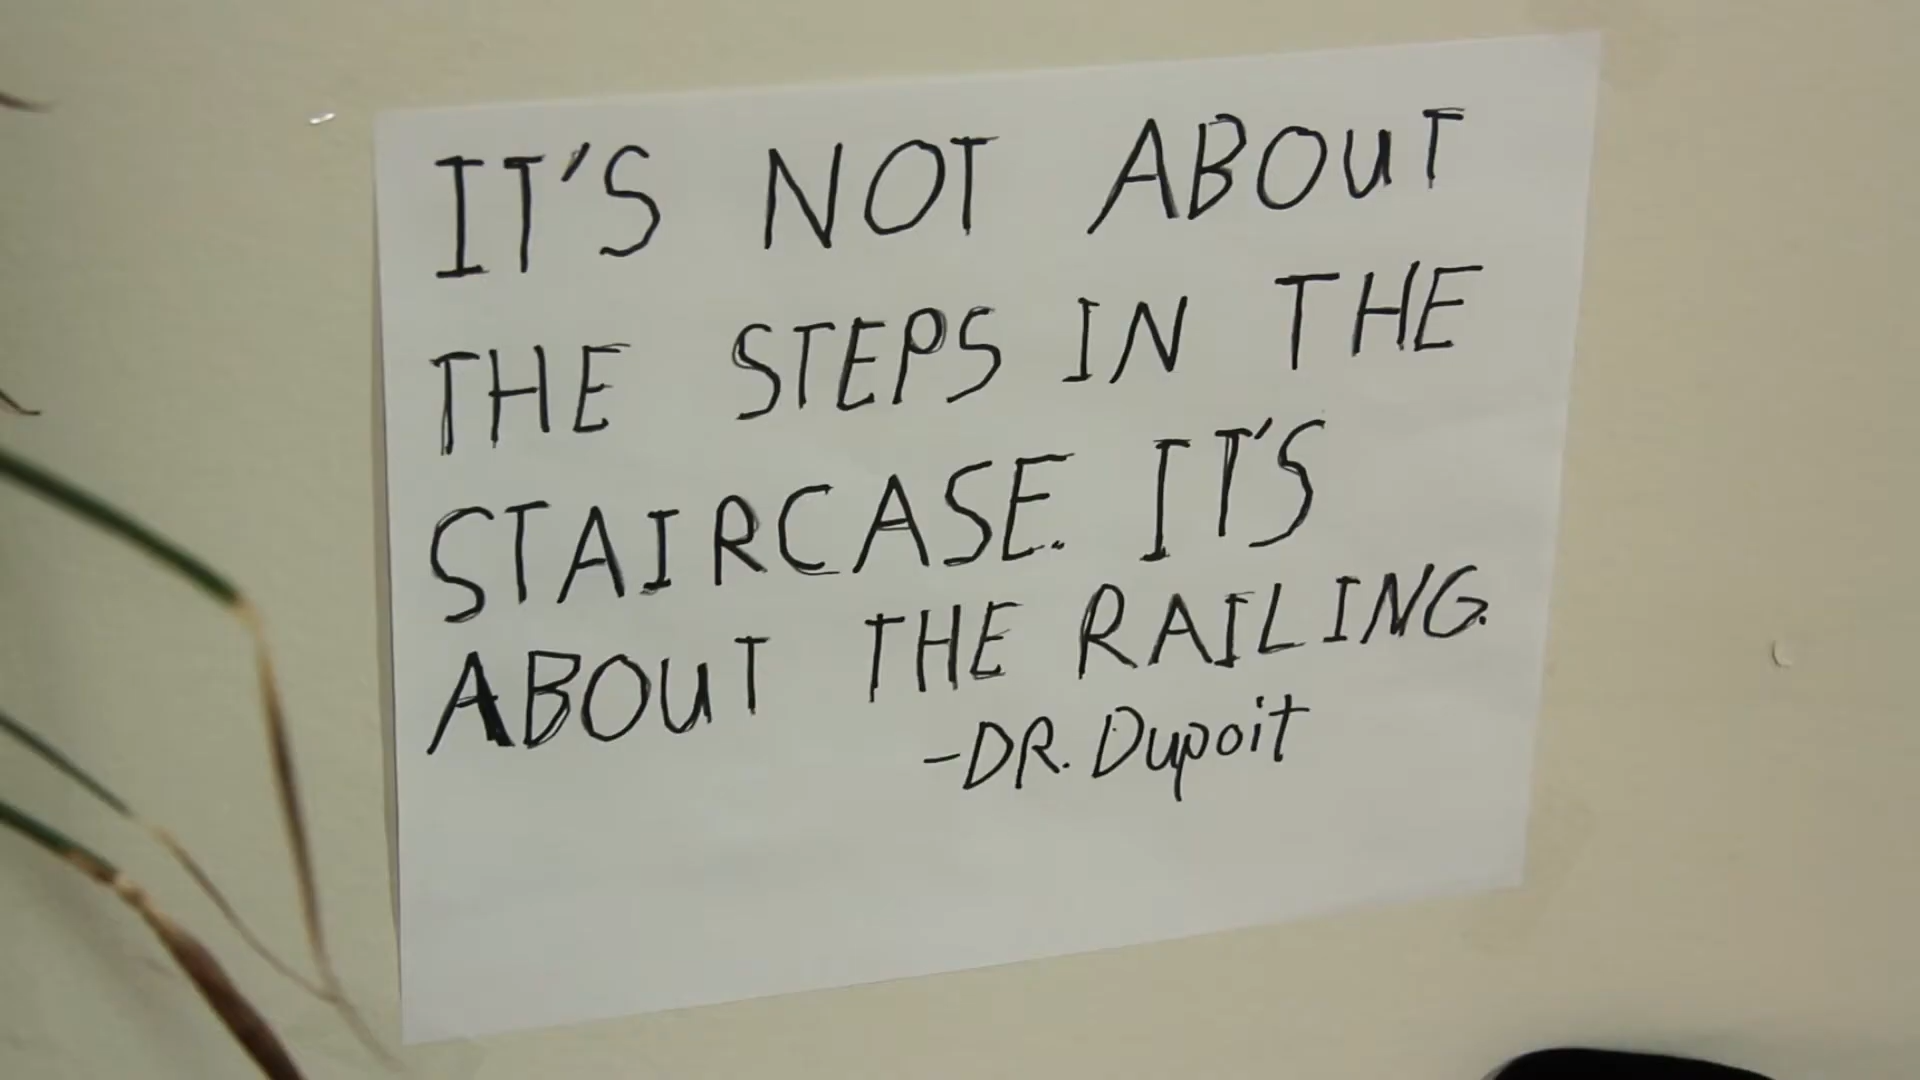 IT'S NOT ABOUT
THE STEPS IN THE
STAIRCASE. IT'S
ABOUT THE RAILING.
-DR. Dupoit